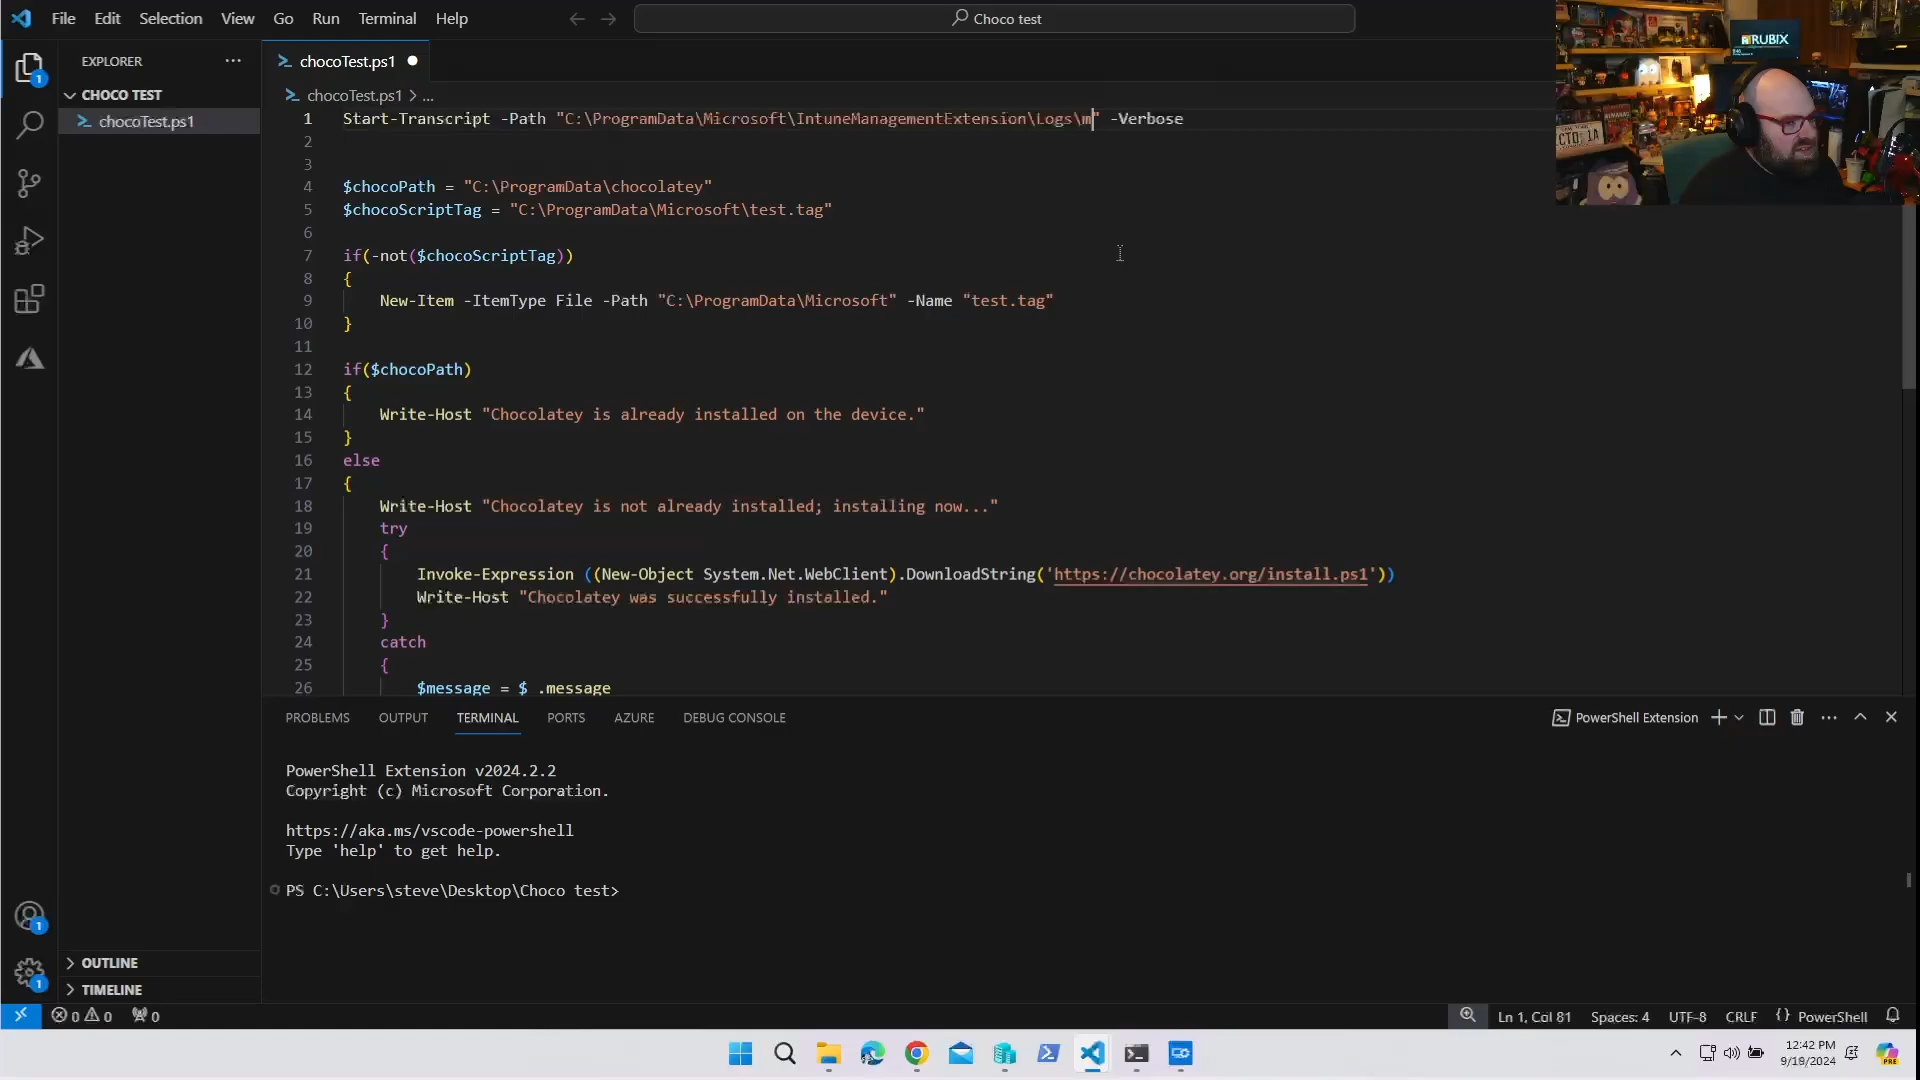 File Edit Selection View Go Run Terminal Help
Choco test
EXPLORER
CHOCO TEST
chocoTest.ps1
chocoTest.ps1
chocoTest.ps1 > ...
1 Start-Transcript -Path "C:\ProgramData\Microsoft\IntuneManagementExtension\Logs\m" -Verbose
2
3
4 $chocoPath = "C:\ProgramData\chocolatey"
5 $chocoScriptTag = "C:\ProgramData\Microsoft\test.tag"
6
7 if(-not($chocoScriptTag))
8 {
9 New-Item -ItemType File -Path "C:\ProgramData\Microsoft" -Name "test.tag"
10 }
11
12 if($chocoPath)
13 {
14 Write-Host "Chocolatey is already installed on the device."
15 }
16 else
17 {
18 Write-Host "Chocolatey is not already installed; installing now..."
19 try
20 {
21 Invoke-Expression ((New-Object System.Net.WebClient).DownloadString('https://chocolatey.org/install.ps1'))
22 Write-Host "Chocolatey was successfully installed."
23 }
24 catch
25 {
26 $message = $ .message
PROBLEMS OUTPUT TERMINAL PORTS AZURE DEBUG CONSOLE
PowerShell Extension
PowerShell Extension v2024.2.2
Copyright (c) Microsoft Corporation.
https://aka.ms/vscode-powershell
Type 'help' to get help.
PS C:\Users\steve\Desktop\Choco test>
OUTLINE
TIMELINE
0 0 0
Ln 1, Col 81 Spaces: 4 UTF-8 CRLF {} PowerShell
12:42 PM
9/19/2024
RUBIX
1
1
1
PRE